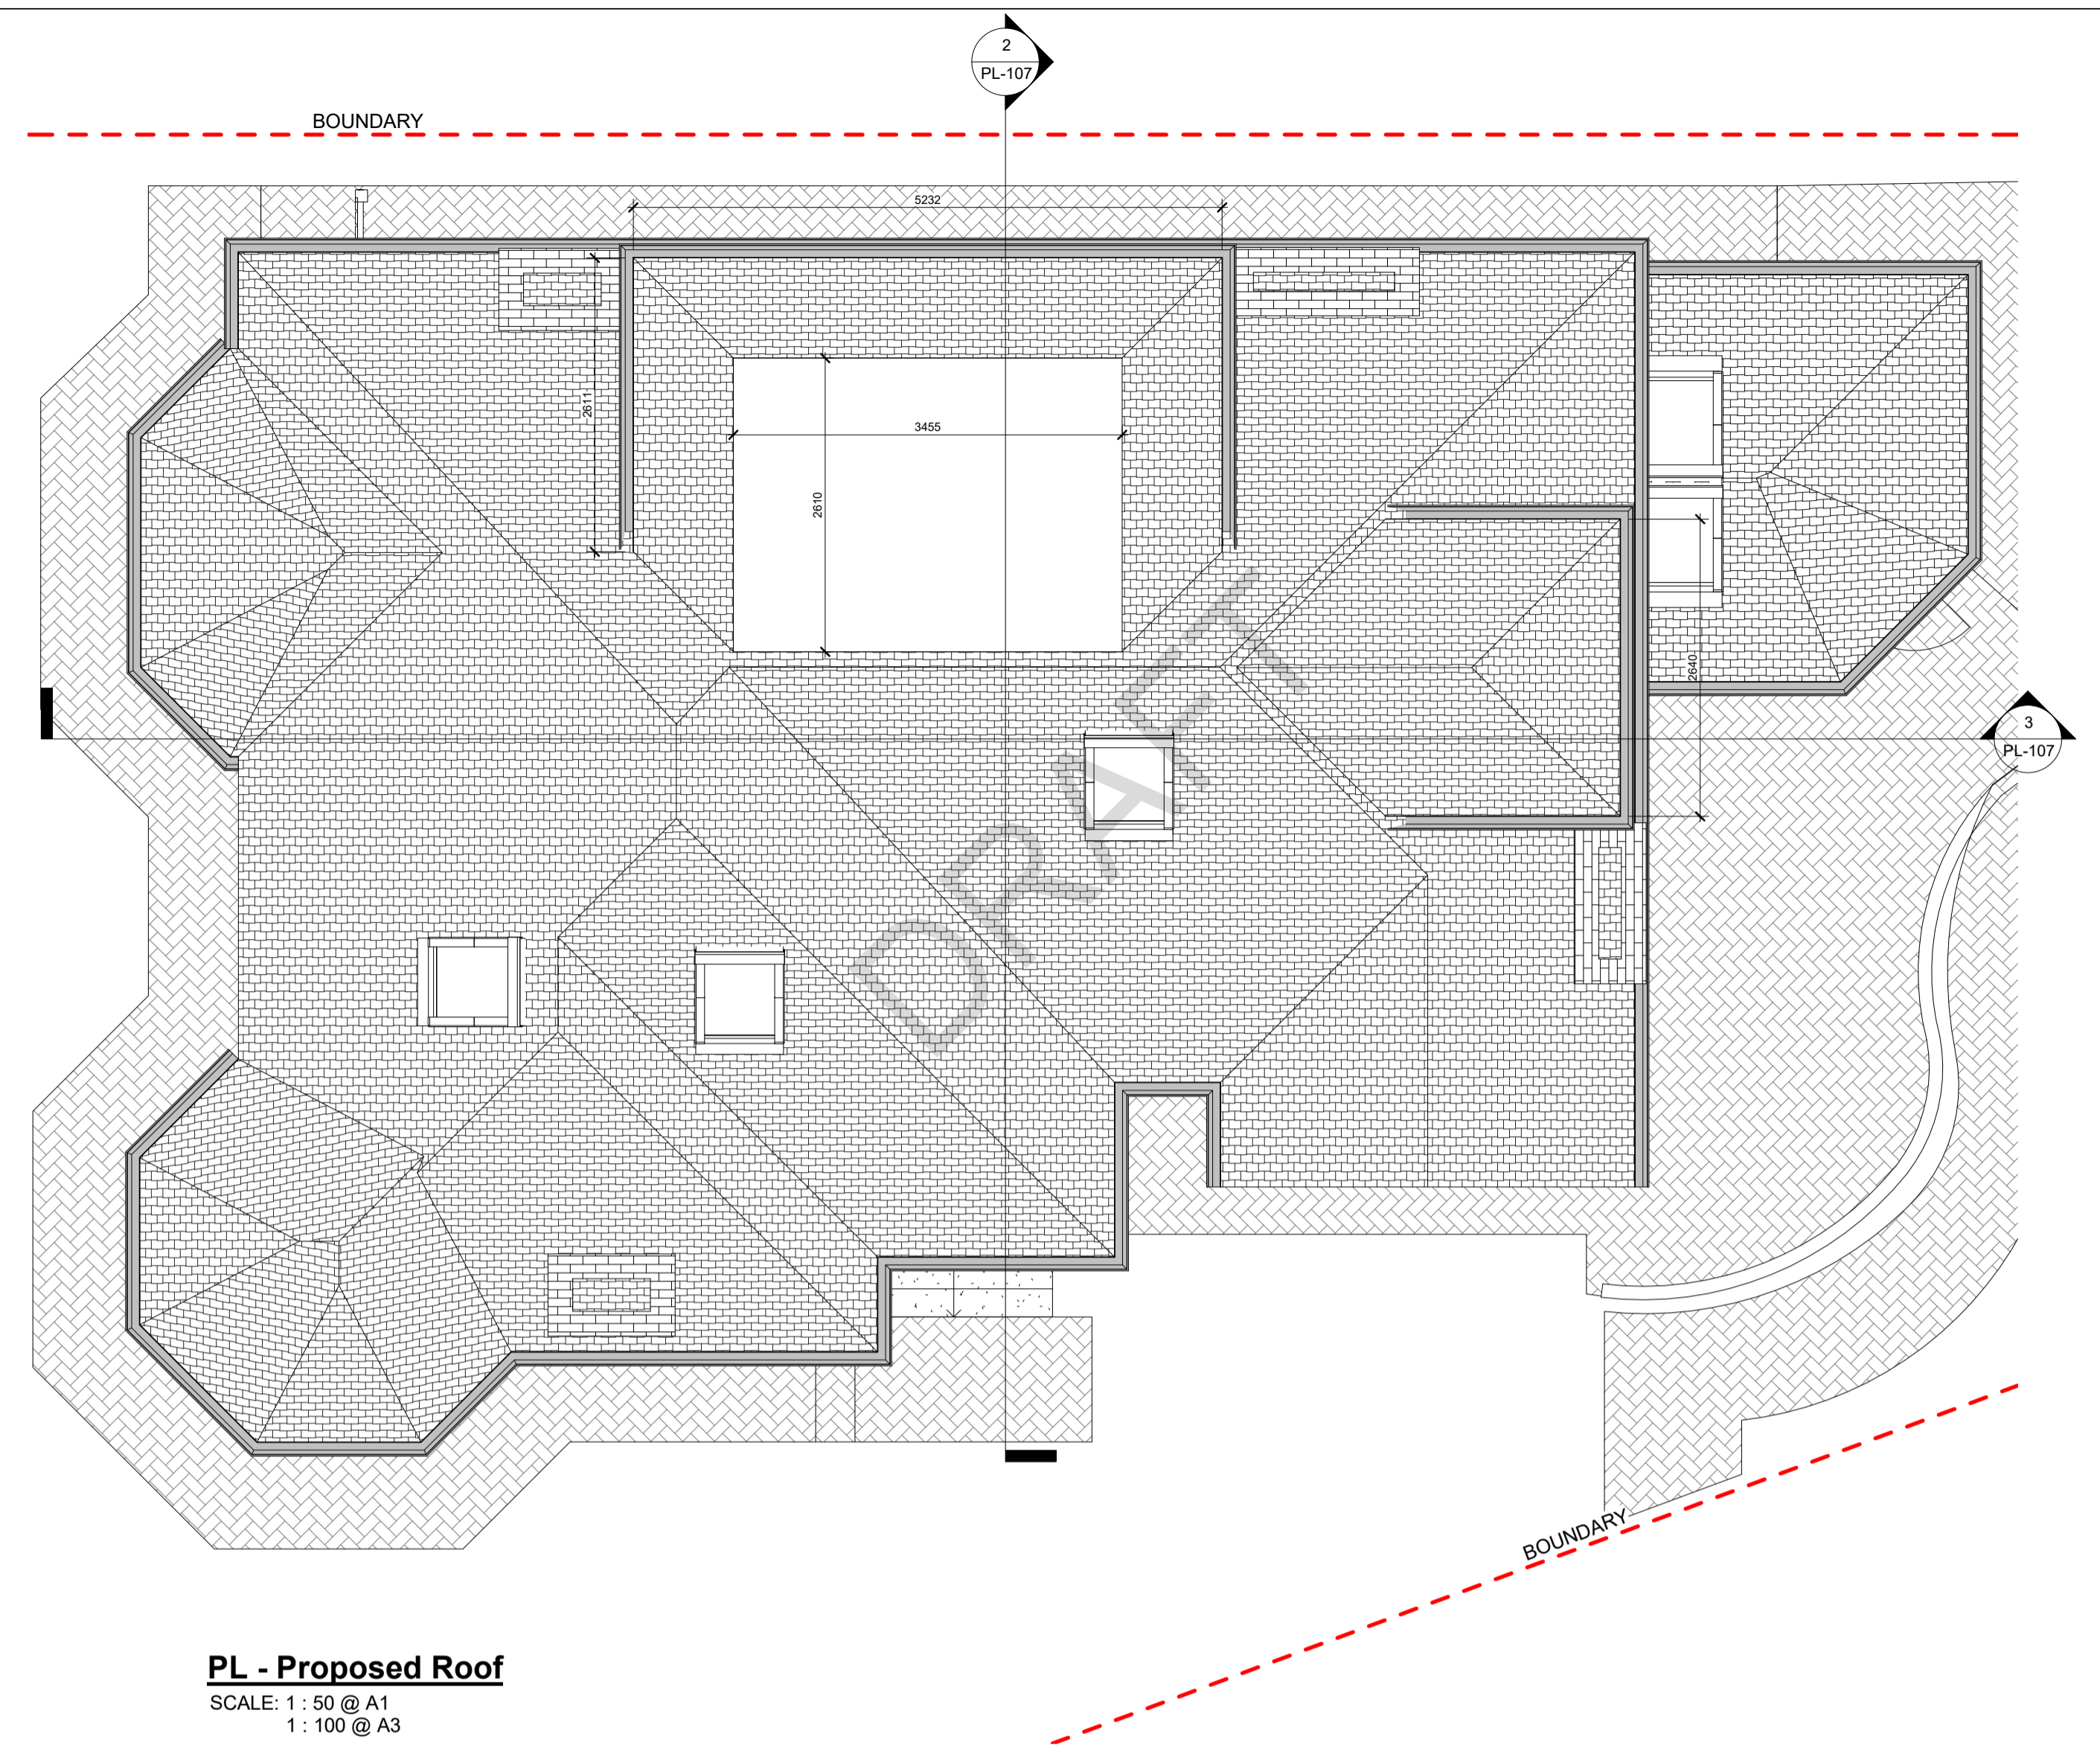 2
PL-107
BOUNDARY
5232
2611
3455
2610
2640
DRAFT
3
PL-107
BOUNDARY
PL - Proposed Roof
SCALE: 1 : 50 @ A1
1 : 100 @ A3